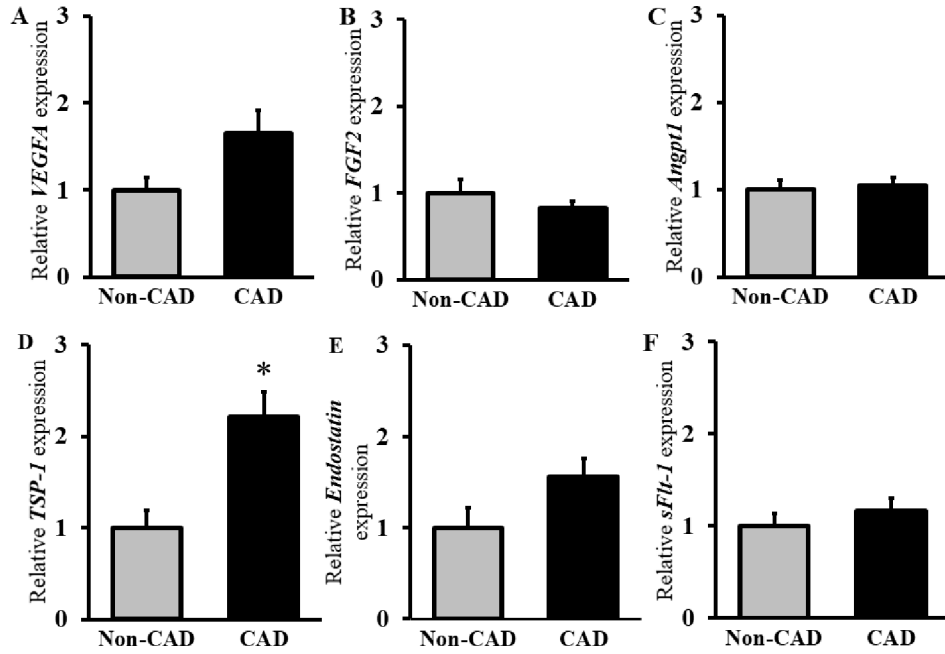 A
Relative VEGFA expression
3
2
1
0
Non-CAD CAD
B
Relative FGF2 expression
3
2
1
0
Non-CAD CAD
C
Relative Angpt1 expression
3
2
1
0
Non-CAD CAD
D
Relative TSP-1 expression
3
2
1
0
*
Non-CAD CAD
E
Relative Endostatin
expression
3
2
1
0
Non-CAD CAD
F
Relative sFlt-1 expression
3
2
1
0
Non-CAD CAD